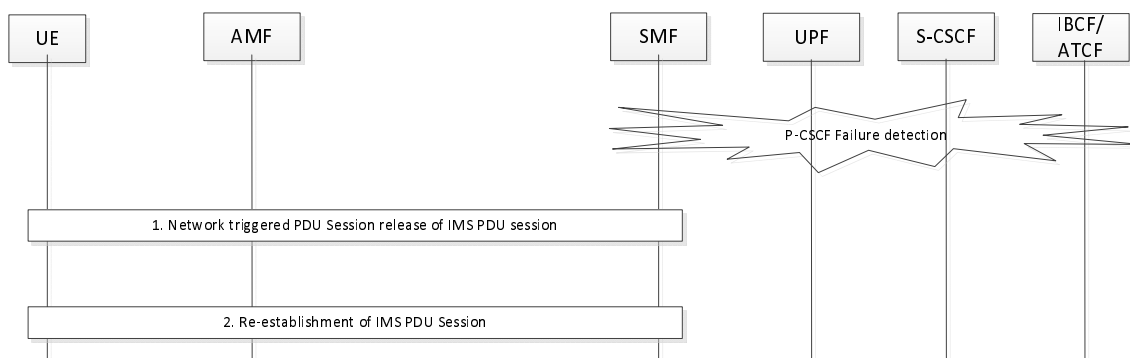 UE
AMF
SMF
UPF
S-CSCF
IBCF/
ATCF
P-CSCF Failure detection
1. Network triggered PDU Session release of IMS PDU session
2. Re-establishment of IMS PDU Session